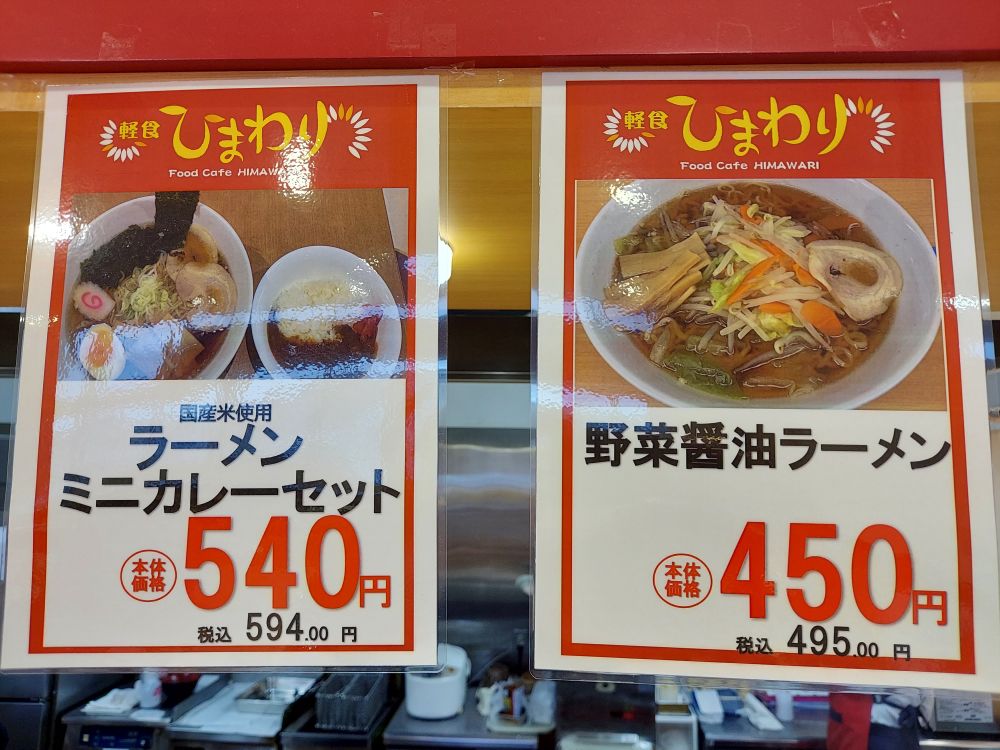 軽食 ひまわり
Food Cafe HIMAWARI
国産米使用
ラーメン
ミニカレーセット
本体価格 540円
税込 594.00 円
軽食 ひまわり
Food Cafe HIMAWARI
野菜醤油ラーメン
本体価格 450円
税込 495.00 円